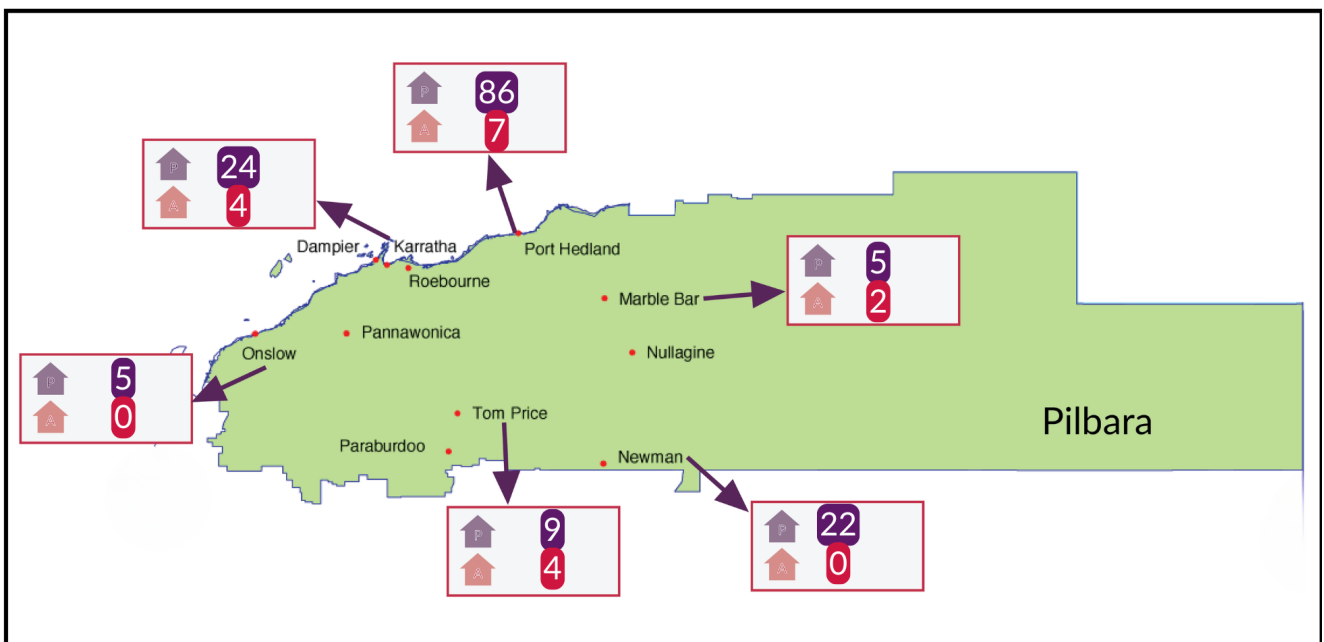 P 86
A 7
P 24
A 4
Dampier
Karratha
Port Hedland
Roebourne
P 5
A 2
Marble Bar
Pannawonica
Onslow
Nullagine
P 5
A 0
Tom Price
Pilbara
Paraburdoo
Newman
P 9
A 4
P 22
A 0